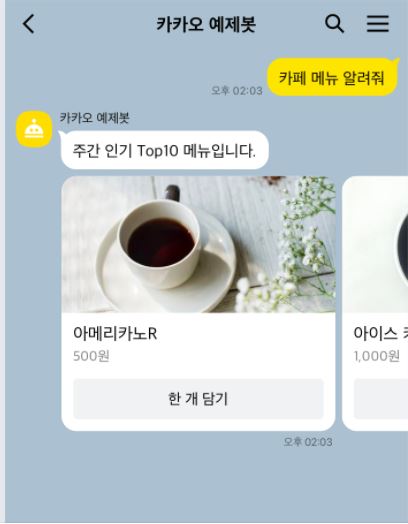 카카오 예제봇
카페 메뉴 알려줘
오후 02:03
카카오 예제봇
주간 인기 Top10 메뉴입니다.
아메리카노R
500원
한 개 담기
아이스
1,000원
오후 02:03